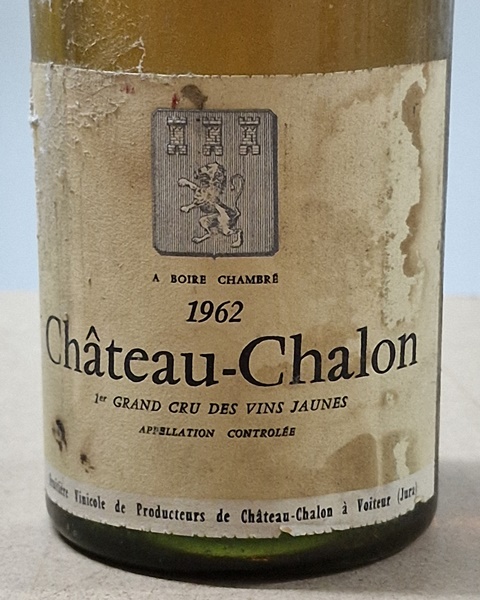 A BOIRE CHAMBRÉ
1962
Château-Chalon
1er GRAND CRU DES VINS JAUNES
APPELLATION CONTROLÉE
Vinicole de Producteurs de Château-Chalon à Voiteur (Jura)